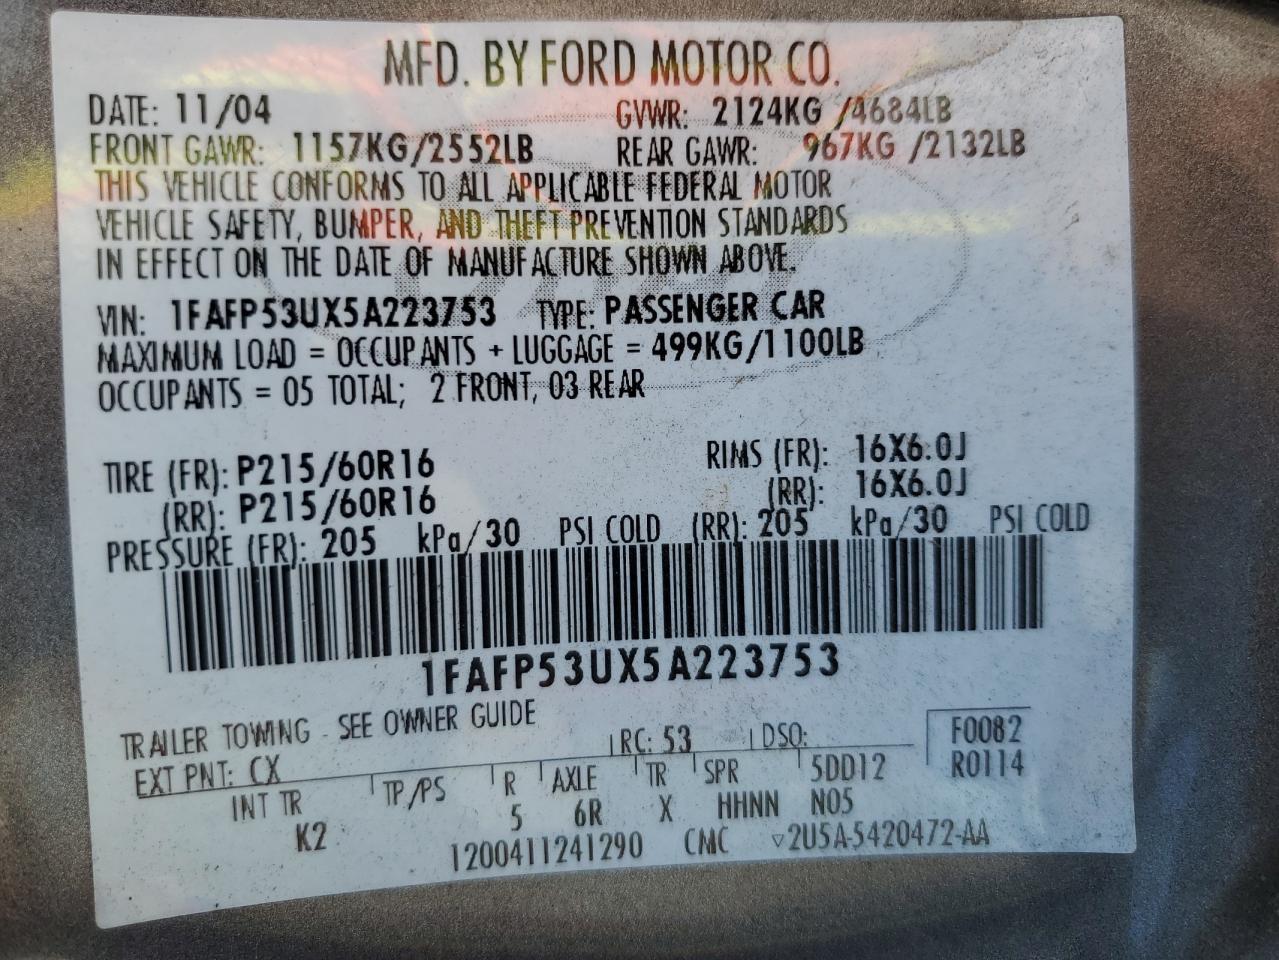 MFD. BY FORD MOTOR CO.
DATE: 11/04 GVWR: 2124KG /4684LB
FRONT GAWR: 1157KG/2552LB REAR GAWR: 967KG /2132LB
THIS VEHICLE CONFORMS TO ALL APPLICABLE FEDERAL MOTOR
VEHICLE SAFETY, BUMPER, AND THEFT PREVENTION STANDARDS
IN EFFECT ON THE DATE OF MANUFACTURE SHOWN ABOVE.
VIN: 1FAFP53UX5A223753 TYPE: PASSENGER CAR
MAXIMUM LOAD = OCCUPANTS + LUGGAGE = 499KG/1100LB
OCCUPANTS = 05 TOTAL; 2 FRONT, 03 REAR
TIRE (FR): P215/60R16 RIMS (FR): 16X6.0J
(RR): P215/60R16 (RR): 16X6.0J
PRESSURE (FR): 205 kPa/30 PSI COLD (RR): 205 kPa/30 PSI COLD
1FAFP53UX5A223753
TRAILER TOWING - SEE OWNER GUIDE
EXT PNT: CX RC: 53 DSO: F0082
INT TR TP/PS R AXLE TR SPR 5DD12 R0114
K2 5 6R X HHNN N05
1200411241290 CMC ▽2U5A-5420472-AA